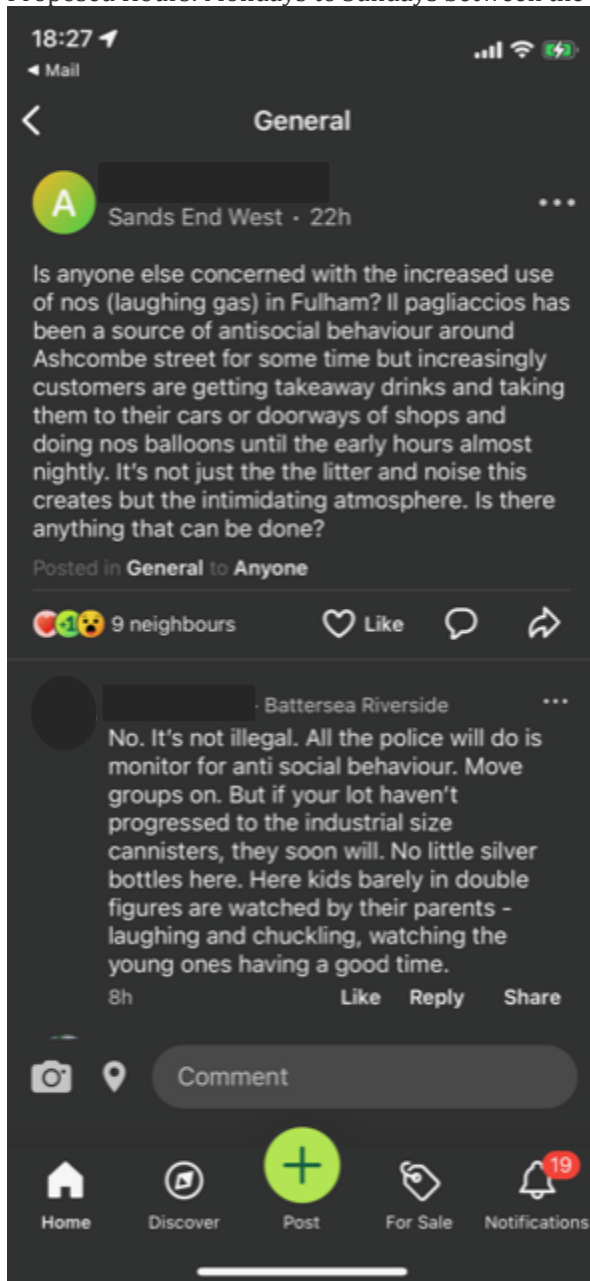 Proposed Hours: Mondays to Sundays between the
18:27
Mail
General
A
Sands End West · 22h
Is anyone else concerned with the increased use
of nos (laughing gas) in Fulham? Il pagliaccios has
been a source of antisocial behaviour around
Ashcombe street for some time but increasingly
customers are getting takeaway drinks and taking
them to their cars or doorways of shops and
doing nos balloons until the early hours almost
nightly. It's not just the the litter and noise this
creates but the intimidating atmosphere. Is there
anything that can be done?
Posted in General to Anyone
+1 9 neighbours Like
· Battersea Riverside
No. It's not illegal. All the police will do is
monitor for anti social behaviour. Move
groups on. But if your lot haven't
progressed to the industrial size
cannisters, they soon will. No little silver
bottles here. Here kids barely in double
figures are watched by their parents -
laughing and chuckling, watching the
young ones having a good time.
8h Like Reply Share
Comment
19
Home Discover Post For Sale Notifications